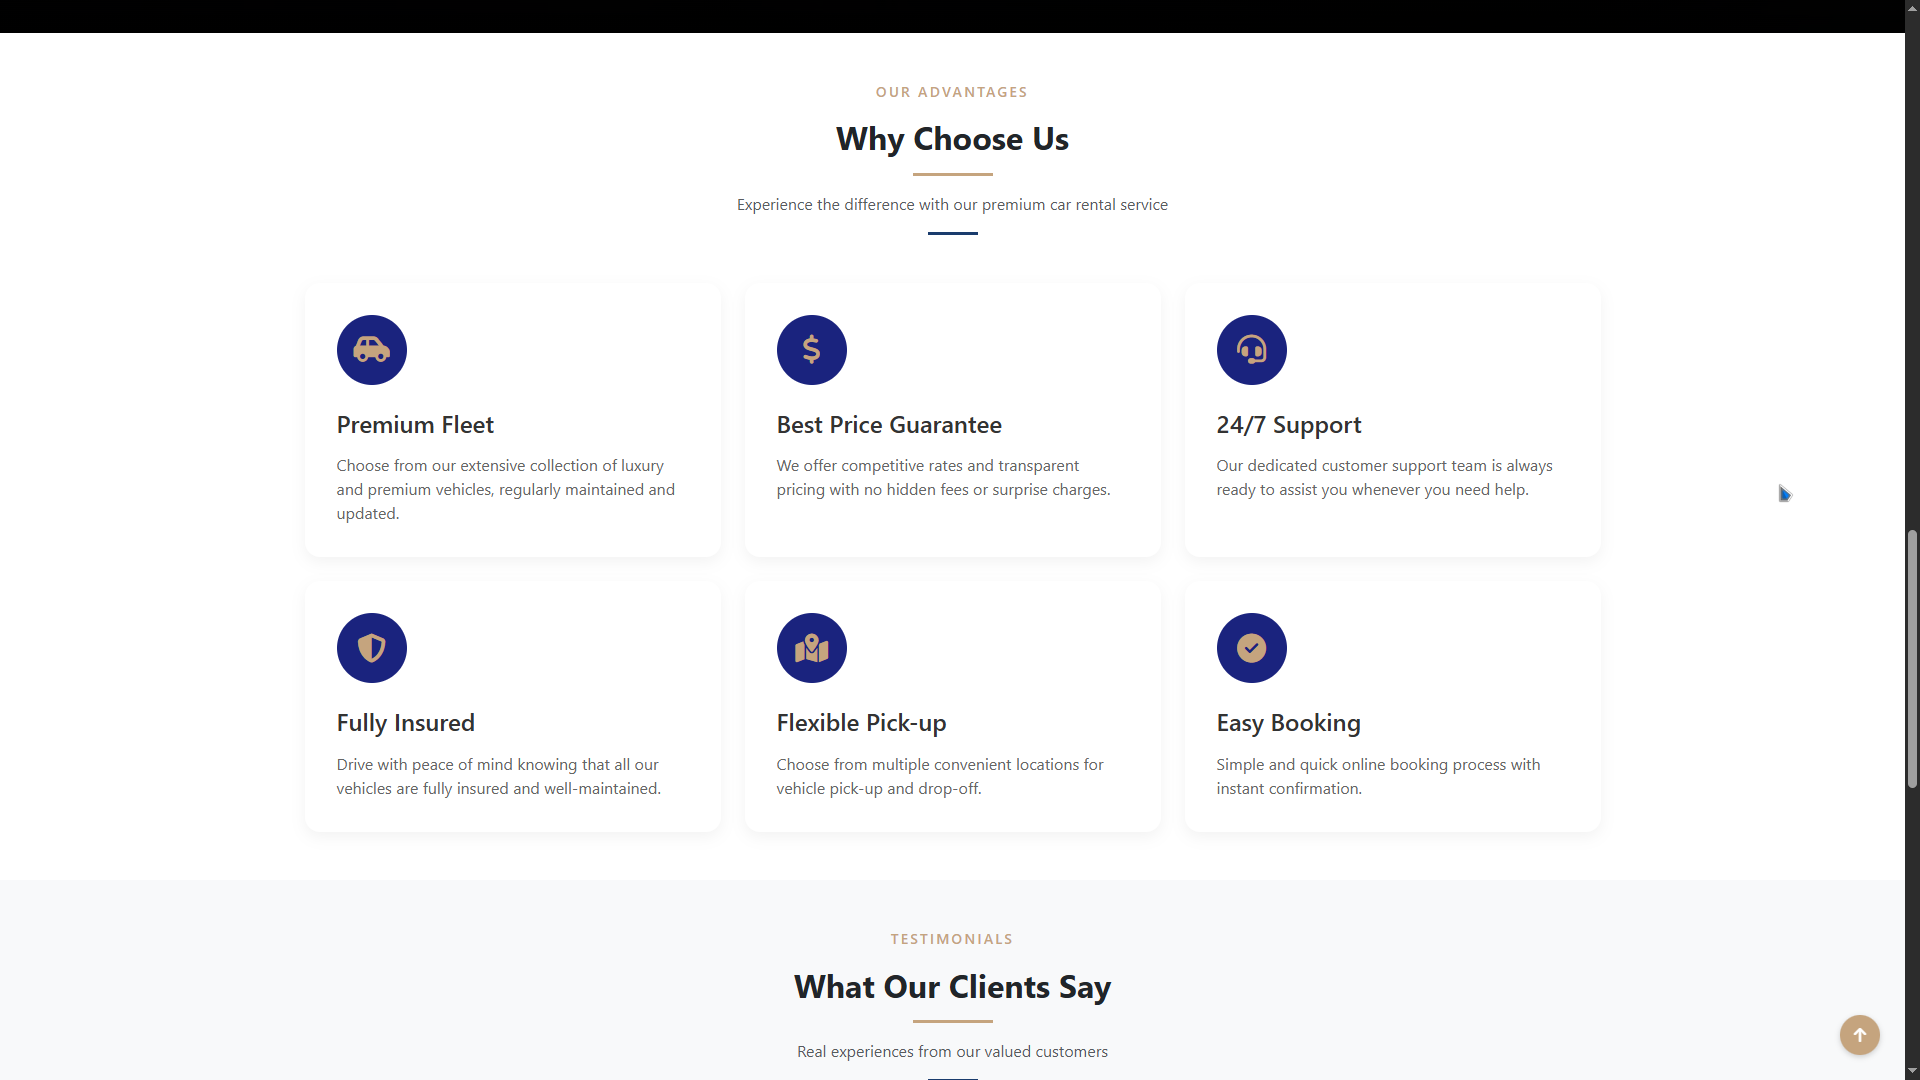 OUR ADVANTAGES
Why Choose Us
Experience the difference with our premium car rental service
Premium Fleet
Choose from our extensive collection of luxury
and premium vehicles, regularly maintained and
updated.
Best Price Guarantee
We offer competitive rates and transparent
pricing with no hidden fees or surprise charges.
24/7 Support
Our dedicated customer support team is always
ready to assist you whenever you need help.
Fully Insured
Drive with peace of mind knowing that all our
vehicles are fully insured and well-maintained.
Flexible Pick-up
Choose from multiple convenient locations for
vehicle pick-up and drop-off.
Easy Booking
Simple and quick online booking process with
instant confirmation.
TESTIMONIALS
What Our Clients Say
Real experiences from our valued customers